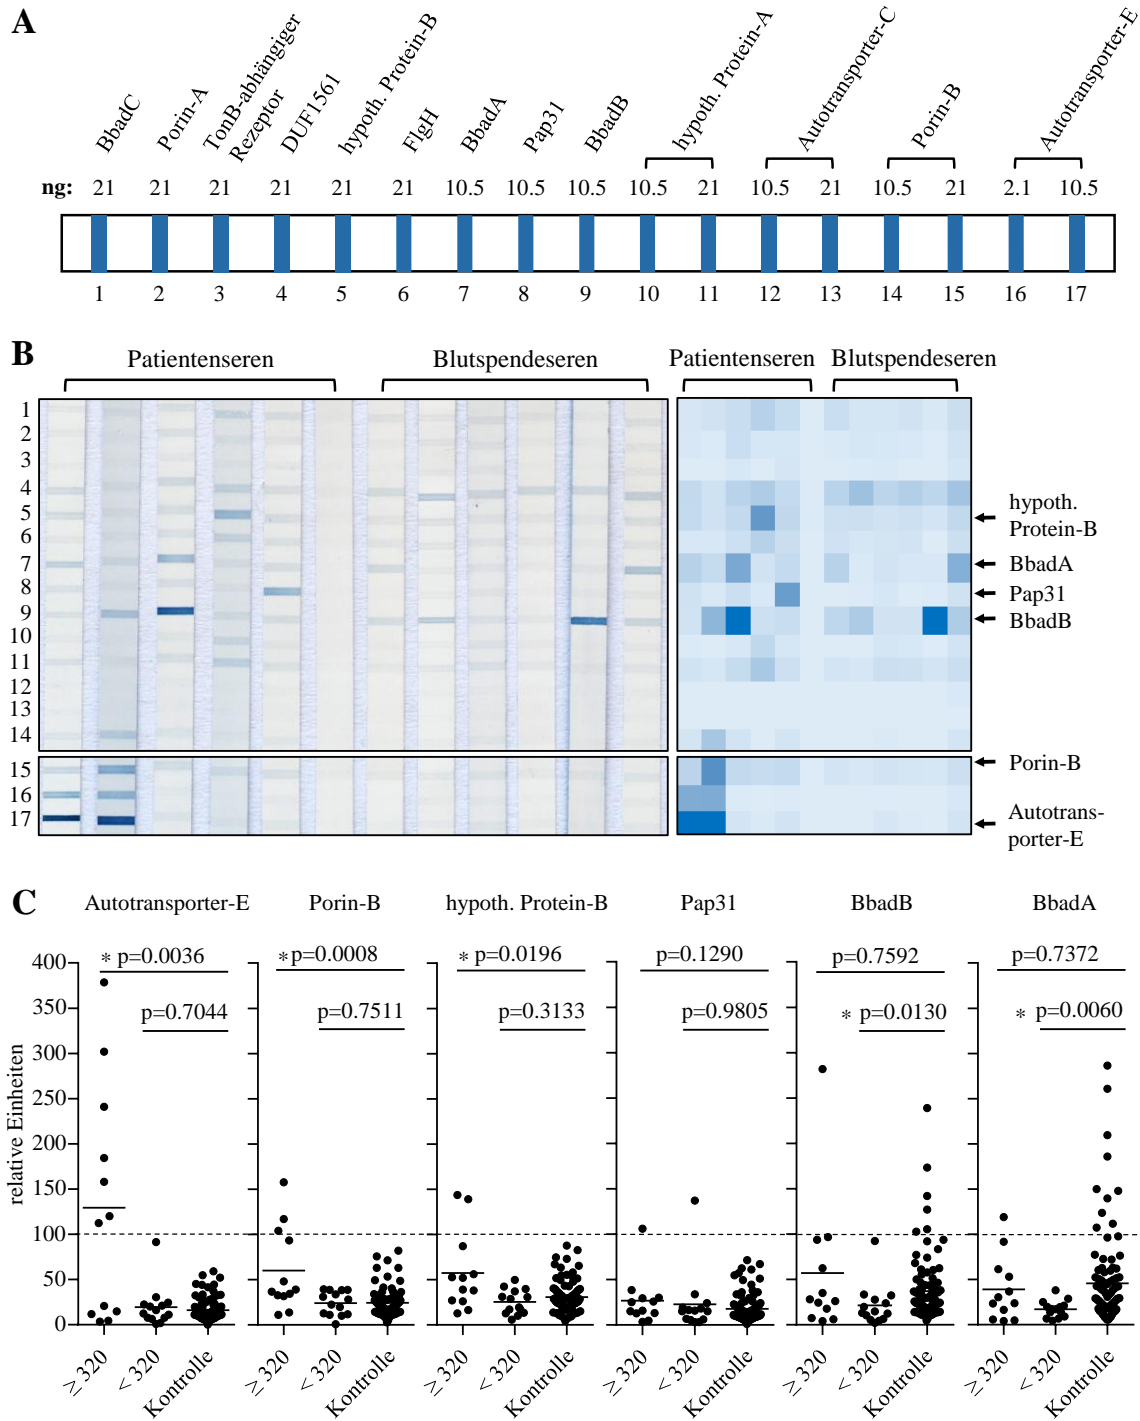 A
BbadC
Porin-A
TonB-abhängiger
Rezeptor
DUF1561
hypoth. Protein-B
FlgH
BbadA
Pap31
BbadB
hypoth. Protein-A
Autotransporter-C
Porin-B
Autotransporter-E
ng: 21 21 21 21 21 21 10.5 10.5 10.5 10.5 21 10.5 21 10.5 21 2.1 10.5
1 2 3 4 5 6 7 8 9 10 11 12 13 14 15 16 17
B
Patientenseren Blutspendeseren Patientenseren Blutspendeseren
1
2
3
4
5
6
7
8
9
10
11
12
13
14
15
16
17
hypoth.
Protein-B
BbadA
Pap31
BbadB
Porin-B
Autotrans-
porter-E
C
Autotransporter-E Porin-B hypoth. Protein-B Pap31 BbadB BbadA
* p=0.0036 * p=0.0008 * p=0.0196 p=0.1290 p=0.7592 p=0.7372
p=0.7044 p=0.7511 p=0.3133 p=0.9805 * p=0.0130 * p=0.0060
relative Einheiten
400
350
300
250
200
150
100
50
0
≥320 <320 Kontrolle ≥320 <320 Kontrolle ≥320 <320 Kontrolle ≥320 <320 Kontrolle ≥320 <320 Kontrolle ≥320 <320 Kontrolle